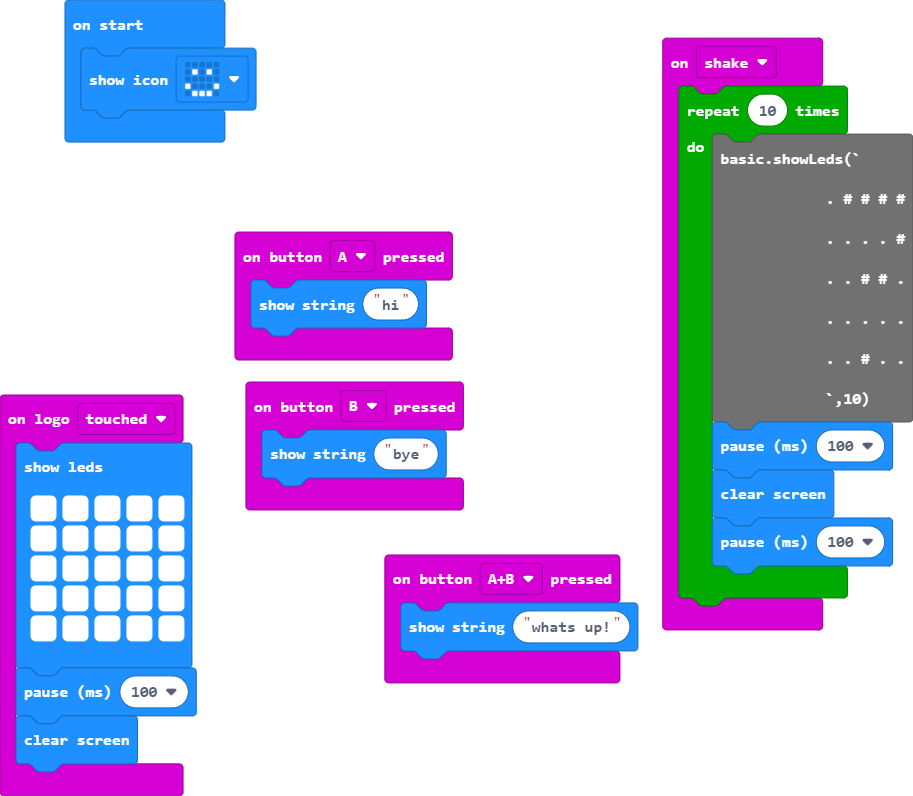 on start
show icon
on button A pressed
show string "hi"
on button B pressed
show string "bye"
on logo touched
show leds
pause (ms) 100
clear screen
on button A+B pressed
show string "whats up!"
on shake
repeat 10 times
do
basic.showLeds(`
. # # # #
. . . . #
. . # # .
. . . . .
. . # . .
`,10)
pause (ms) 100
clear screen
pause (ms) 100